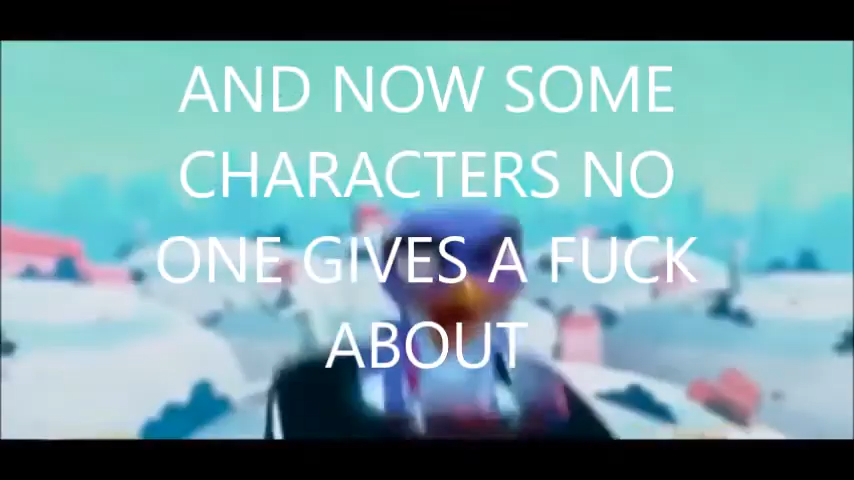 AND NOW SOME
CHARACTERS NO
ONE GIVES A FUCK
ABOUT